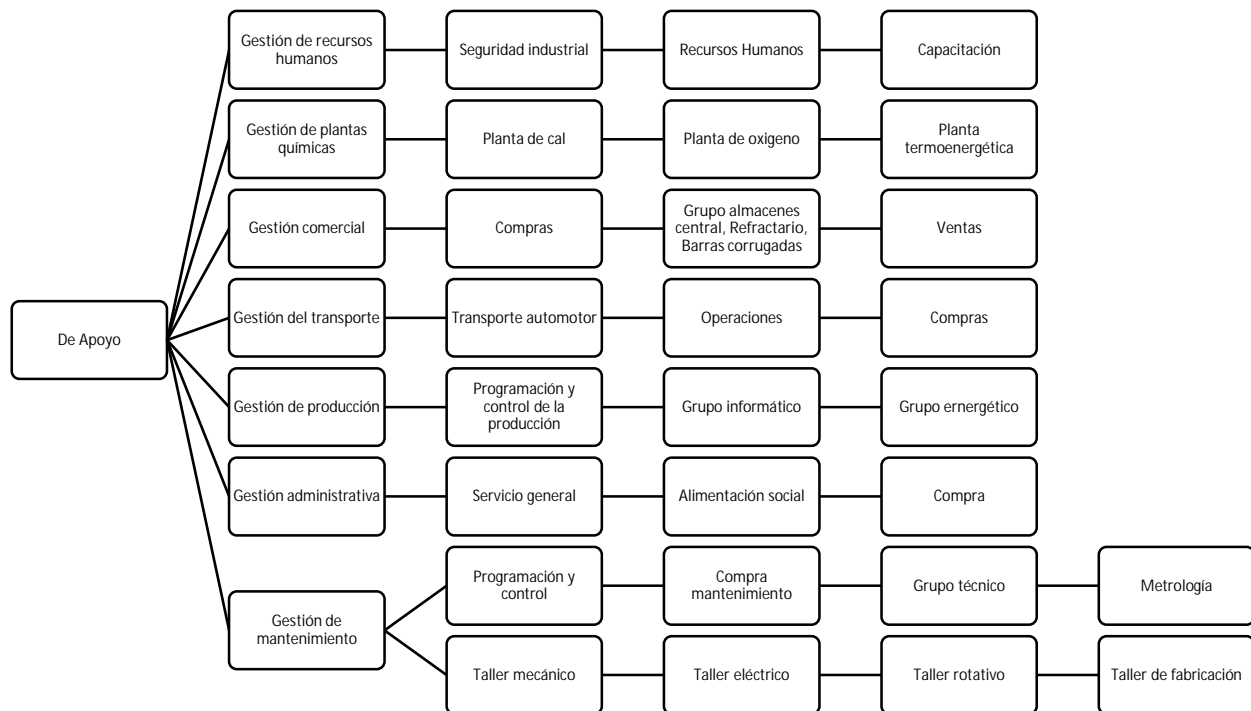 Gestión de recursos
humanos
Seguridad industrial
Recursos Humanos
Capacitación
Gestión de plantas
químicas
Planta de cal
Planta de oxigeno
Planta
termoenergética
Gestión comercial
Compras
Grupo almacenes
central, Refractario,
Barras corrugadas
Ventas
De Apoyo
Gestión del transporte
Transporte automotor
Operaciones
Compras
Gestión de producción
Programación y
control de la
producción
Grupo informático
Grupo ernergético
Gestión administrativa
Servicio general
Alimentación social
Compra
Gestión de
mantenimiento
Programación y
control
Compra
mantenimiento
Grupo técnico
Metrología
Taller mecánico
Taller eléctrico
Taller rotativo
Taller de fabricación